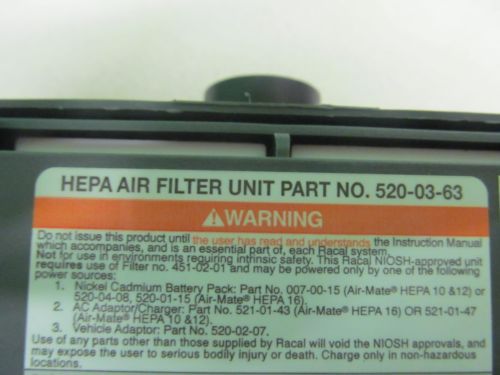 HEPA AIR FILTER UNIT PART NO. 520-03-63
WARNING
Do not issue this product until the user has read and understands the Instruction Manual
which accompanies, and is an essential part of, each Racal system.
Not for use in environments requiring intrinsic safety. This Racal NIOSH-approved unit
requires use of Filter no. 451-02-01 and may be powered only by one of the following
power sources:
1. Nickel Cadmium Battery Pack: Part No. 007-00-15 (Air-Mate® HEPA 10 &12) or
520-04-08, 520-01-15 (Air-Mate® HEPA 16).
2. AC Adaptor/Charger: Part No. 521-01-43 (Air-Mate® HEPA 16) OR 521-01-47
(Air-Mate® HEPA 10 &12).
3. Vehicle Adaptor: Part No. 520-02-07.
Use of any parts other than those supplied by Racal will void the NIOSH approvals, and
may expose the user to serious bodily injury or death. Charge only in non-hazardous
locations.